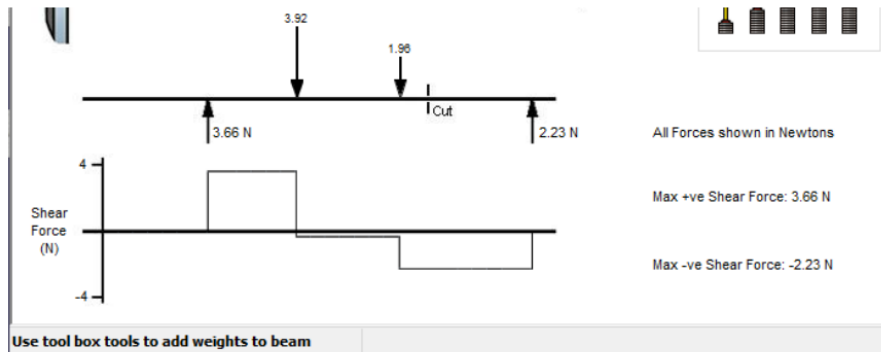 3.92
1.96
Cut
3.66 N
2.23 N
All Forces shown in Newtons
4
Shear
Force
(N)
-4
Max +ve Shear Force: 3.66 N
Max -ve Shear Force: -2.23 N
Use tool box tools to add weights to beam